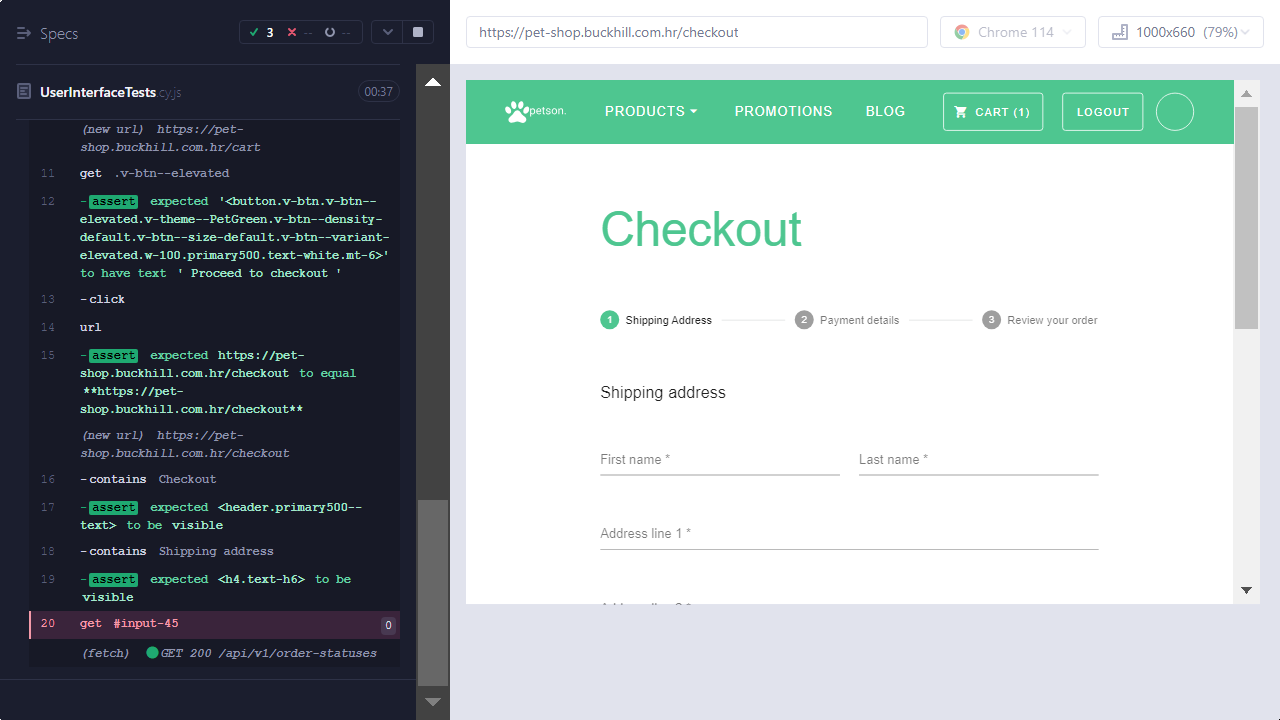 Specs
3 -- --
UserInterfaceTests.cy.js 00:37
(new url) https://pet-
shop.buckhill.com.hr/cart
11 get .v-btn--elevated
12 -assert expected '<button.v-btn.v-btn--
elevated.v-theme--PetGreen.v-btn--density-
default.v-btn--size-default.v-btn--variant-
elevated.w-100.primary500.text-white.mt-6>'
to have text ' Proceed to checkout '
13 -click
14 url
15 -assert expected https://pet-
shop.buckhill.com.hr/checkout to equal
**https://pet-
shop.buckhill.com.hr/checkout**
(new url) https://pet-
shop.buckhill.com.hr/checkout
16 -contains Checkout
17 -assert expected <header.primary500--
text> to be visible
18 -contains Shipping address
19 -assert expected <h4.text-h6> to be
visible
20 get #input-45 0
(fetch) GET 200 /api/v1/order-statuses
https://pet-shop.buckhill.com.hr/checkout
Chrome 114
1000x660 (79%)
petson.
PRODUCTS
PROMOTIONS
BLOG
CART (1)
LOGOUT
Checkout
1 Shipping Address
2 Payment details
3 Review your order
Shipping address
First name *
Last name *
Address line 1 *